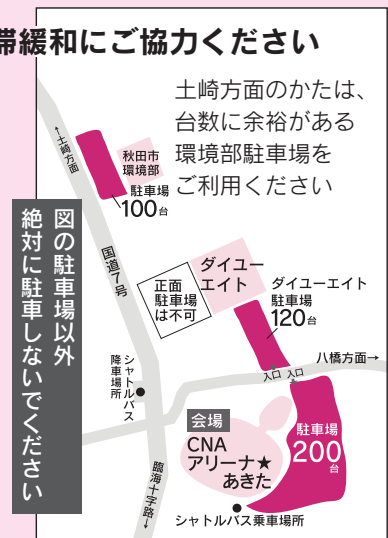 滞緩和にご協力ください
土崎方面のかたは、
台数に余裕がある
環境部駐車場を
ご利用ください
←土崎方面
秋田市
環境部
駐車場
100台
国道7号
図の駐車場以外
絶対に駐車しないでください
正面
駐車場
は不可
ダイユー
エイト
ダイユーエイト
駐車場
120台
八橋方面→
入口
入口
シャトルバス
降車場所
会場
CNA
アリーナ★
あきた
駐車場
200台
臨海十字路→
シャトルバス乗車場所